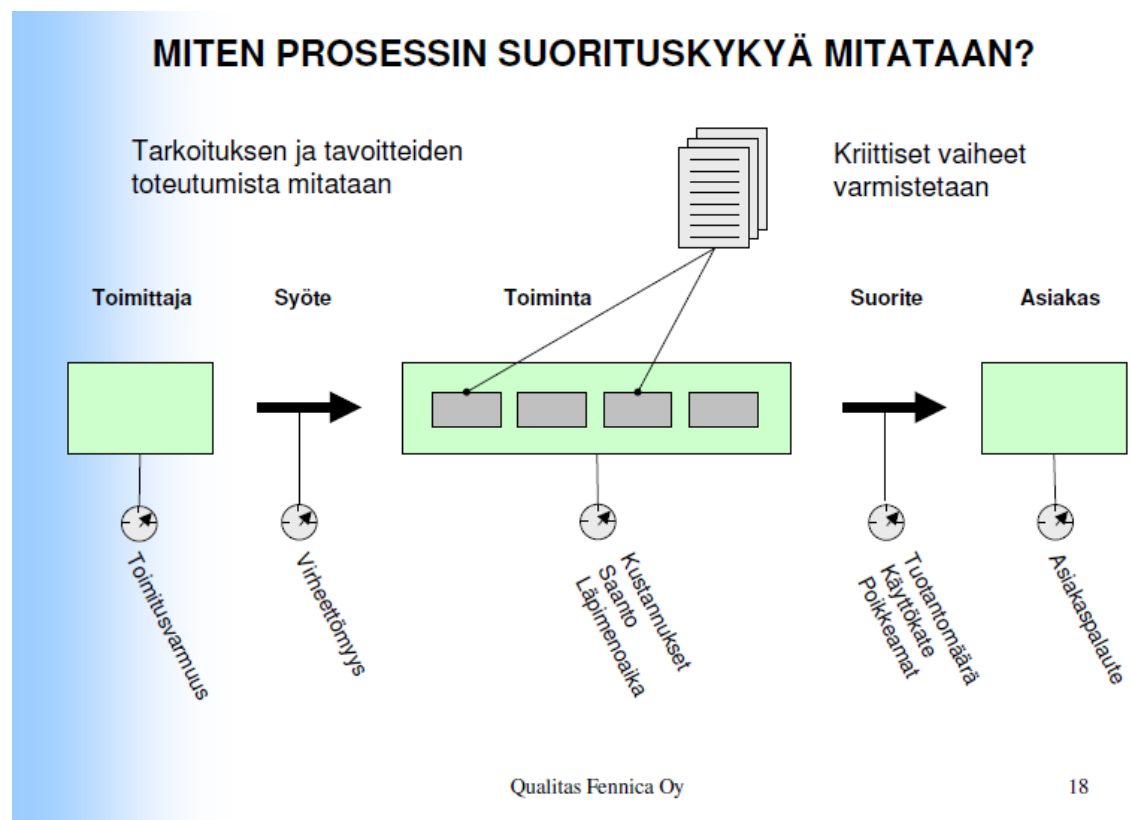 MITEN PROSESSIN SUORITUSKYKYÄ MITATAAN?
Tarkoituksen ja tavoitteiden
toteutumista mitataan
Kriittiset vaiheet
varmistetaan
Toimittaja
Syöte
Toiminta
Suorite
Asiakas
Toimitusvarmuus
Virheettömyys
Kustannukset
Saanto
Läpimenoaika
Tuotantomäärä
Käyttökate
Poikkeamat
Asiakaspalaute
Qualitas Fennica Oy
18